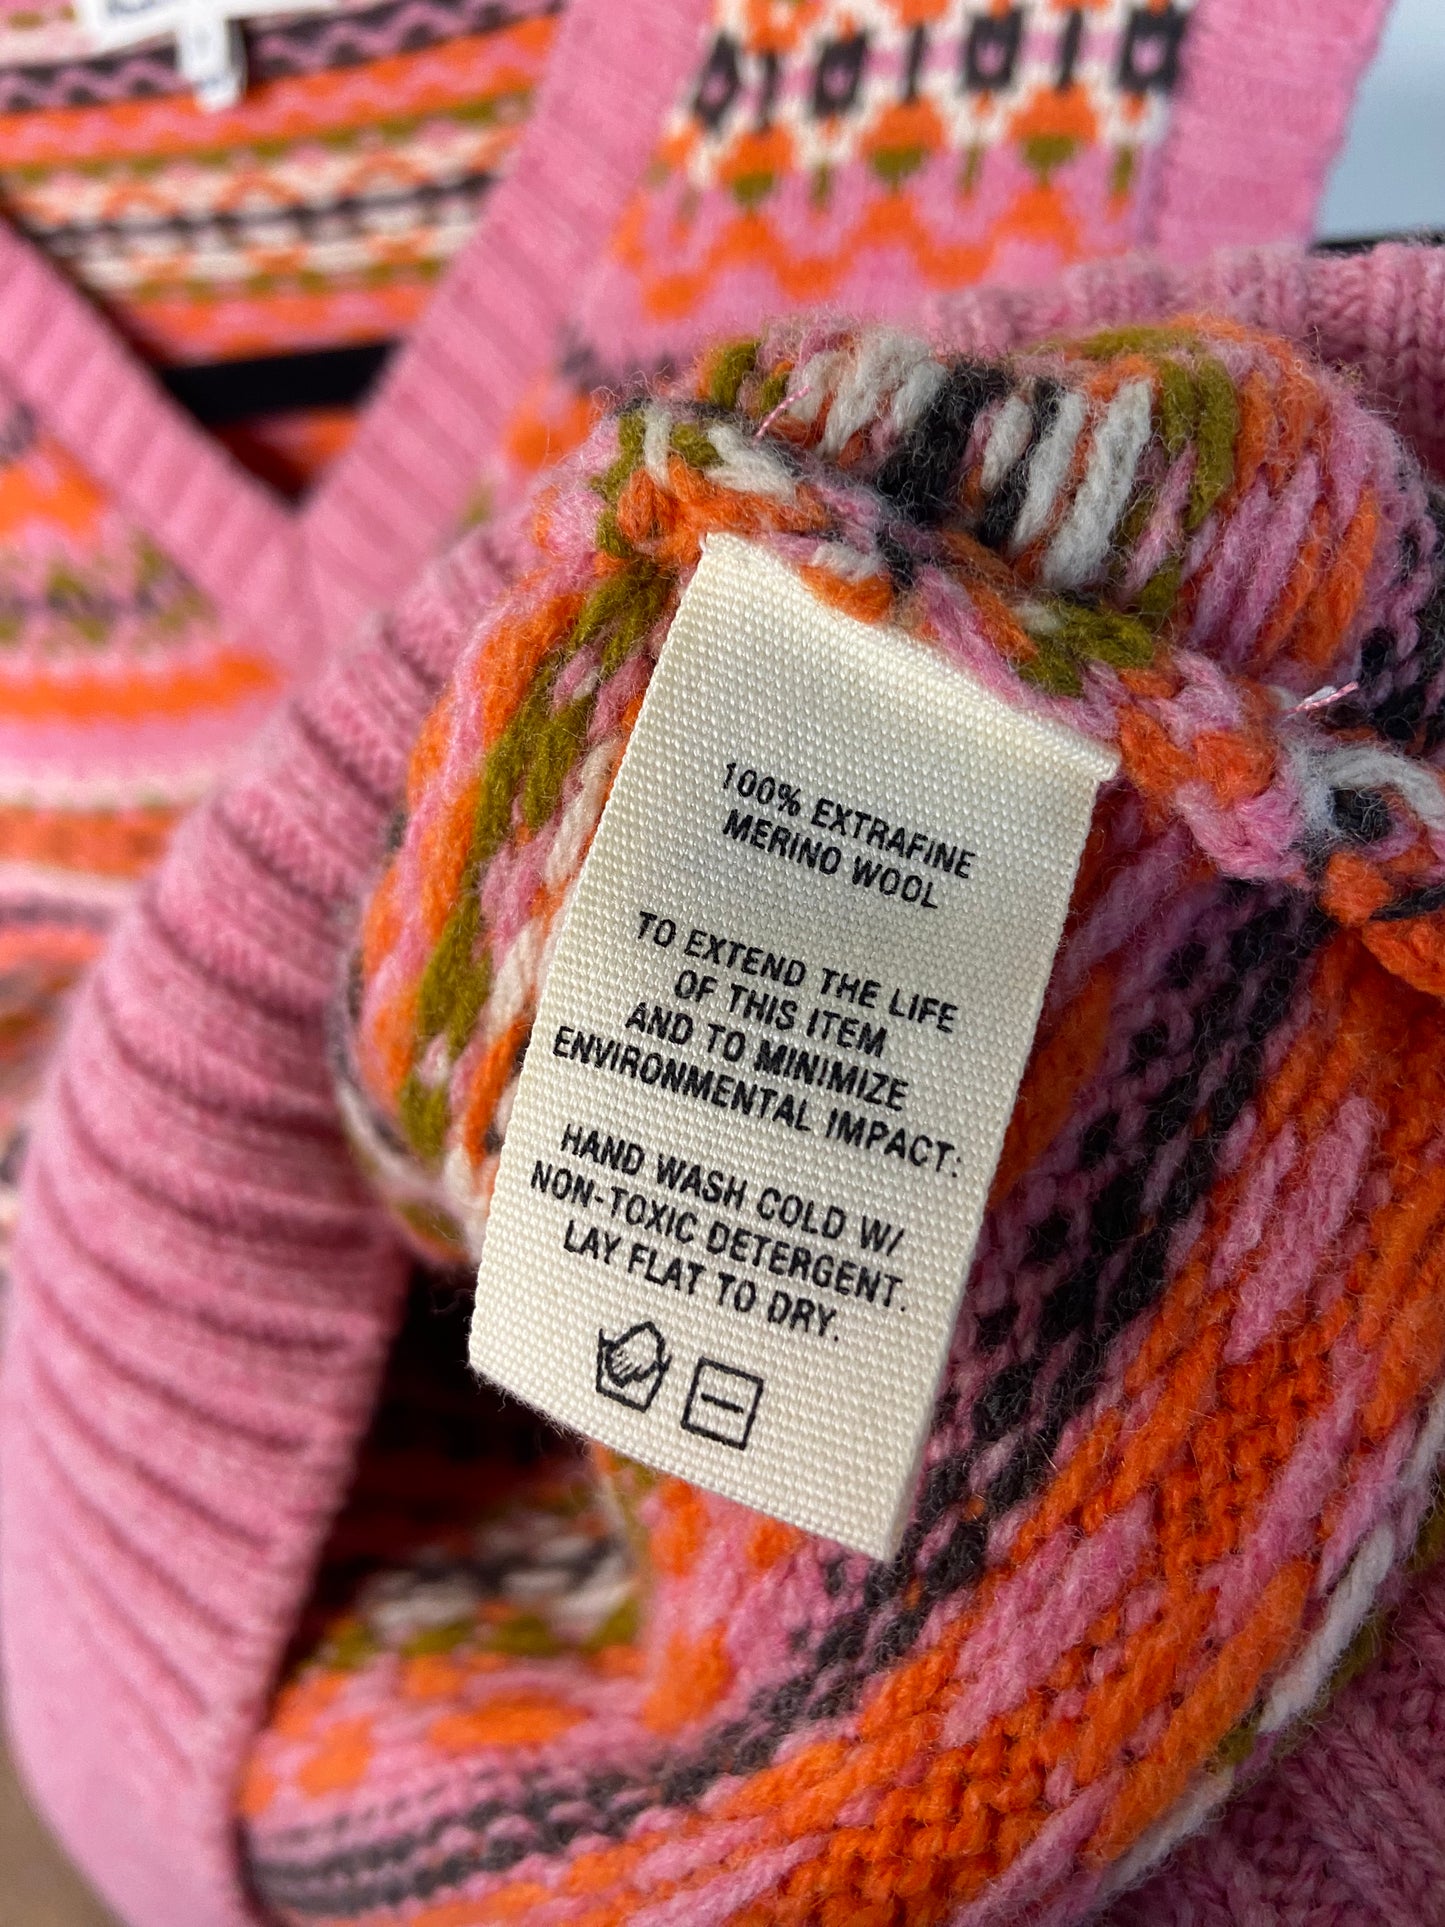 100% EXTRAFINE
MERINO WOOL
TO EXTEND THE LIFE
OF THIS ITEM
AND TO MINIMIZE
ENVIRONMENTAL IMPACT:
HAND WASH COLD W/
NON-TOXIC DETERGENT.
LAY FLAT TO DRY.